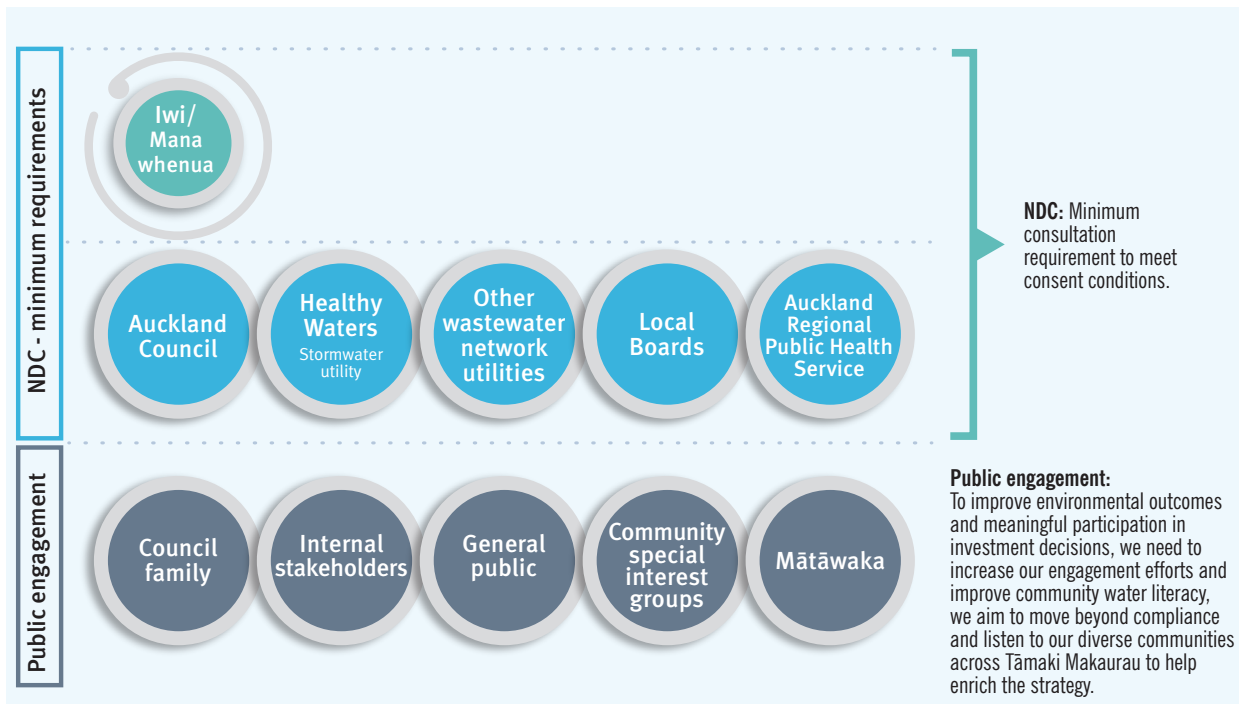 NDC - minimum requirements
Iwi/
Mana
whenua
Auckland
Council
Healthy
Waters
Stormwater
utility
Other
wastewater
network
utilities
Local
Boards
Auckland
Regional
Public Health
Service
NDC: Minimum
consultation
requirement to meet
consent conditions.
Public engagement
Council
family
Internal
stakeholders
General
public
Community
special
interest
groups
Mātāwaka
Public engagement:
To improve environmental outcomes
and meaningful participation in
investment decisions, we need to
increase our engagement efforts and
improve community water literacy,
we aim to move beyond compliance
and listen to our diverse communities
across Tāmaki Makaurau to help
enrich the strategy.